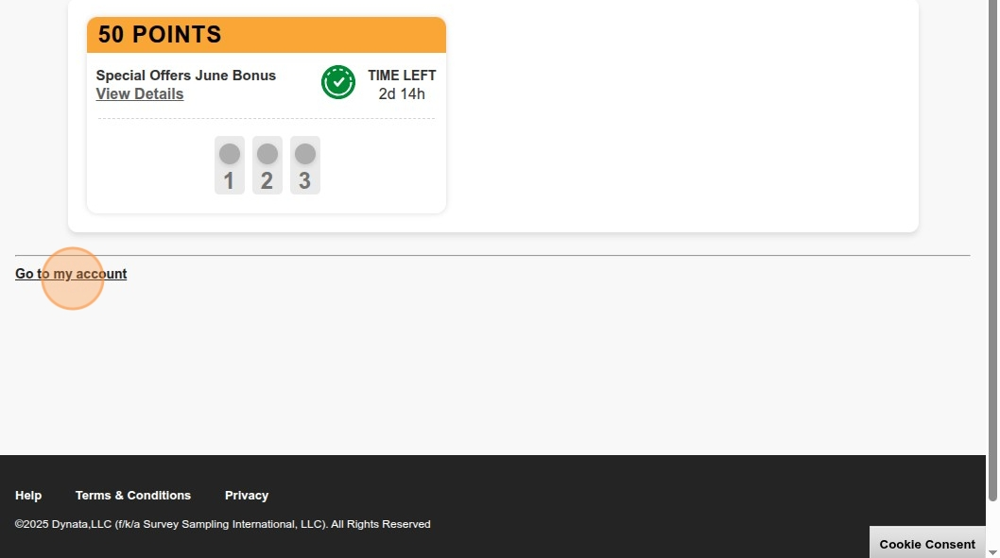 50 POINTS
Special Offers June Bonus
View Details
TIME LEFT
2d 14h
1 2 3
Go to my account
Help Terms & Conditions Privacy
©2025 Dynata,LLC (f/k/a Survey Sampling International, LLC). All Rights Reserved
Cookie Consent